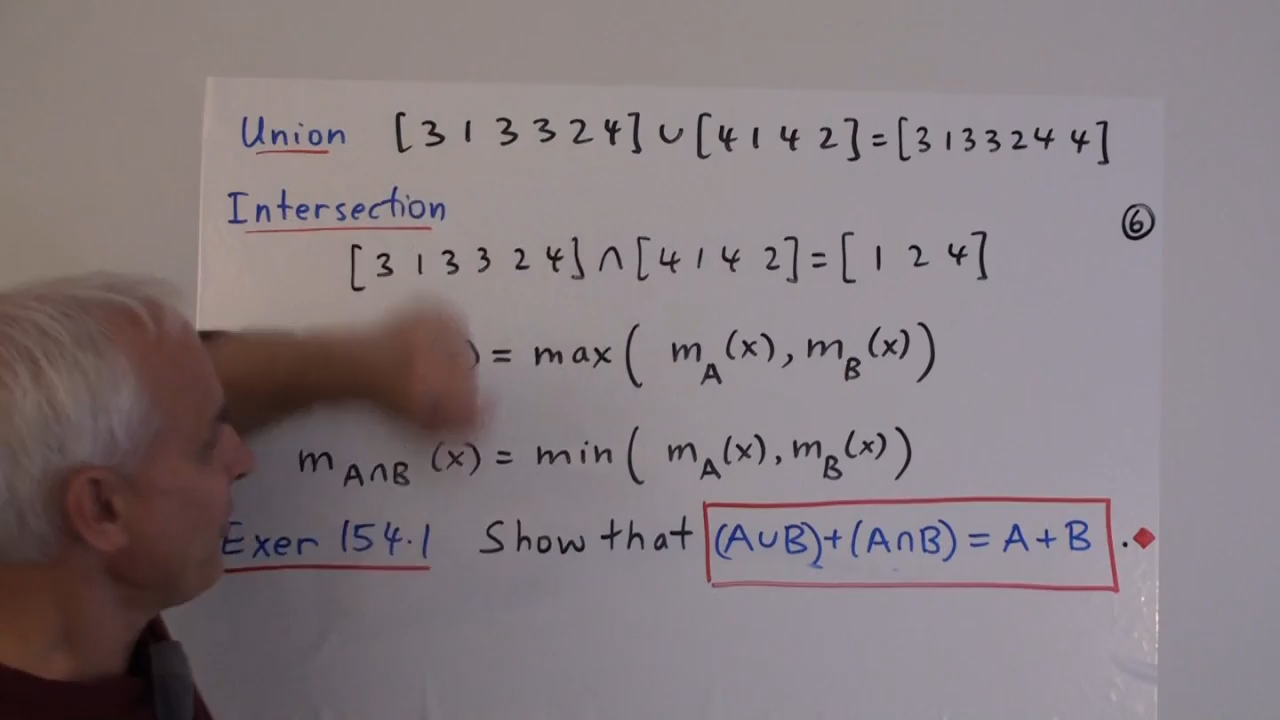 Union [3 1 3 3 2 4] ∪ [4 1 4 2] = [3 1 3 3 2 4 4]
Intersection
⑥
[3 1 3 3 2 4] ∩ [4 1 4 2] = [1 2 4]
) = max( m_A(x), m_B(x) )
m_{A∩B}(x) = min( m_A(x), m_B(x) )
Exer 154.1 Show that (A∪B)+(A∩B) = A + B .